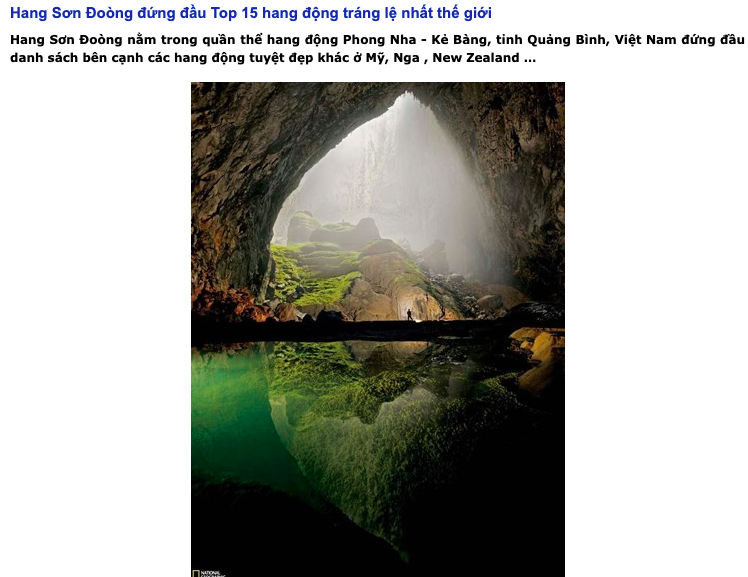 Hang Sơn Đoòng đứng đầu Top 15 hang động tráng lệ nhất thế giới
Hang Sơn Đoòng nằm trong quần thể hang động Phong Nha - Kẻ Bàng, tỉnh Quảng Bình, Việt Nam đứng đầu
danh sách bên cạnh các hang động tuyệt đẹp khác ở Mỹ, Nga , New Zealand ...
NATIONAL
GEOGRAPHIC